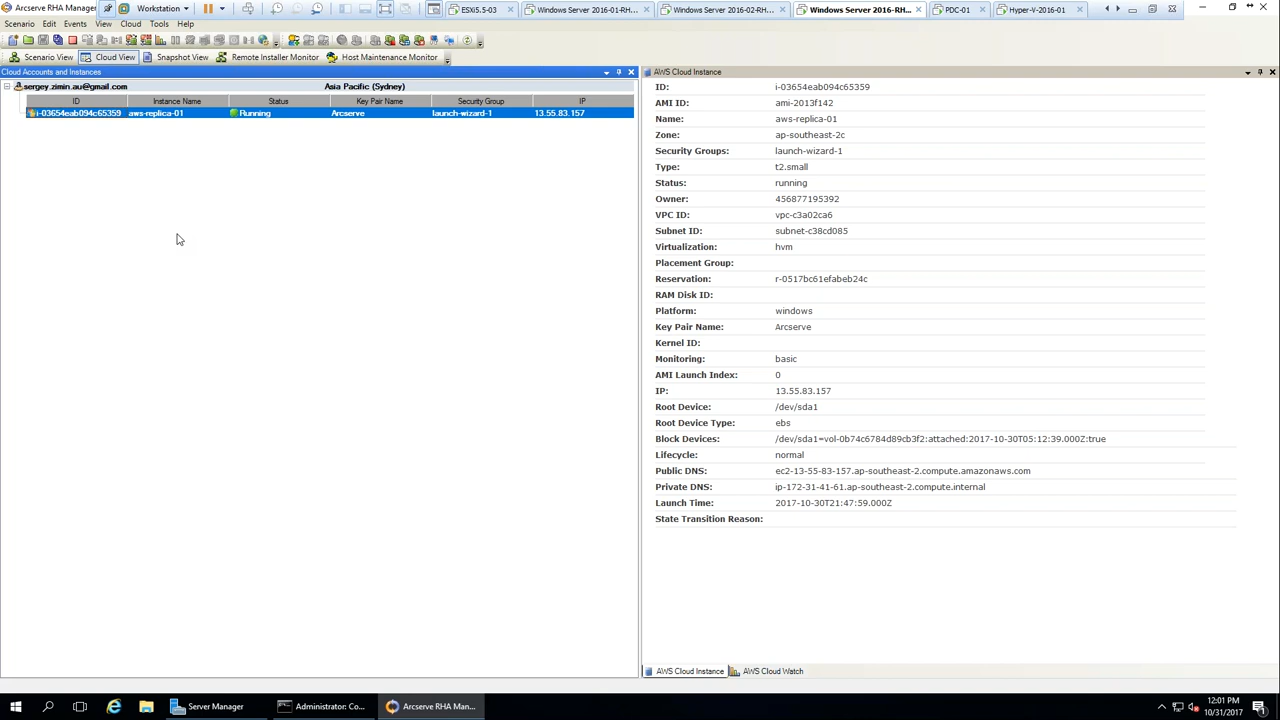 Arcserve RHA Manager
Workstation
ESXi5.5-03
Windows Server 2016-01-RH...
Windows Server 2016-02-RH...
Windows Server 2016-RH...
PDC-01
Hyper-V-2016-01
Scenario Edit Events View Cloud Tools Help
Scenario View Cloud View Snapshot View Remote Installer Monitor Host Maintenance Monitor
Cloud Accounts and Instances
sergey.zimin.au@gmail.com Asia Pacific (Sydney)
ID Instance Name Status Key Pair Name Security Group IP
i-03654eab094c65359 aws-replica-01 Running Arcserve launch-wizard-1 13.55.83.157
AWS Cloud Instance
ID: i-03654eab094c65359
AMI ID: ami-2013f142
Name: aws-replica-01
Zone: ap-southeast-2c
Security Groups: launch-wizard-1
Type: t2.small
Status: running
Owner: 456877195392
VPC ID: vpc-c3a02ca6
Subnet ID: subnet-c38cd085
Virtualization: hvm
Placement Group:
Reservation: r-0517bc61efabeb24c
RAM Disk ID:
Platform: windows
Key Pair Name: Arcserve
Kernel ID:
Monitoring: basic
AMI Launch Index: 0
IP: 13.55.83.157
Root Device: /dev/sda1
Root Device Type: ebs
Block Devices: /dev/sda1=vol-0b74c6784d89cb3f2:attached:2017-10-30T05:12:39.000Z:true
Lifecycle: normal
Public DNS: ec2-13-55-83-157.ap-southeast-2.compute.amazonaws.com
Private DNS: ip-172-31-41-61.ap-southeast-2.compute.internal
Launch Time: 2017-10-30T21:47:59.000Z
State Transition Reason:
AWS Cloud Instance AWS Cloud Watch
Server Manager Administrator: Co... Arcserve RHA Man...
12:01 PM
10/31/2017
1